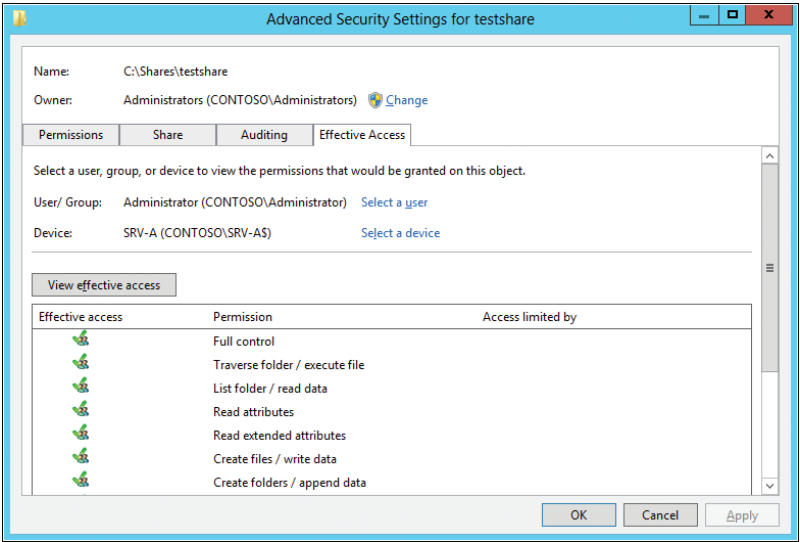 Advanced Security Settings for testshare
Name: C:\Shares\testshare
Owner: Administrators (CONTOSO\Administrators) Change
Permissions Share Auditing Effective Access
Select a user, group, or device to view the permissions that would be granted on this object.
User/ Group: Administrator (CONTOSO\Administrator) Select a user
Device: SRV-A (CONTOSO\SRV-A$) Select a device
View effective access
Effective access Permission Access limited by
Full control
Traverse folder / execute file
List folder / read data
Read attributes
Read extended attributes
Create files / write data
Create folders / append data
OK Cancel Apply